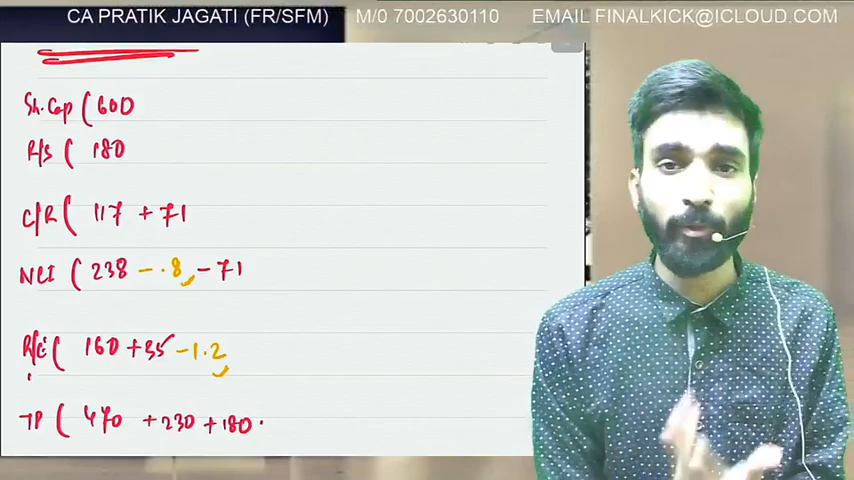 CA PRATIK JAGATI (FR/SFM) M/0 7002630110 EMAIL FINALKICK@ICLOUD.COM
Sh.Cap ( 600
R/S ( 180
C/R ( 117 + 71
NCI ( 238 - .8 - 71
R/E ( 160 + 35 - 1.2
TP ( 470 + 230 + 180